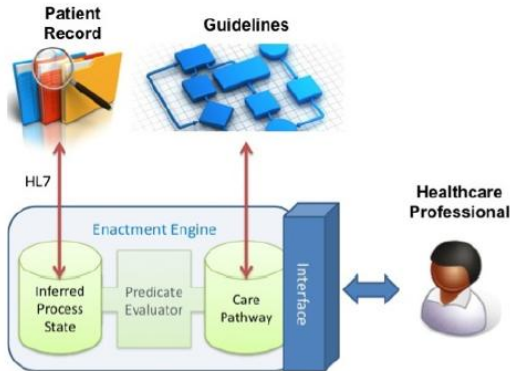 Patient
Record
Guidelines
HL7
Healthcare
Professional
Enactment Engine
Inferred
Process
State
Predicate
Evaluator
Care
Pathway
Interface